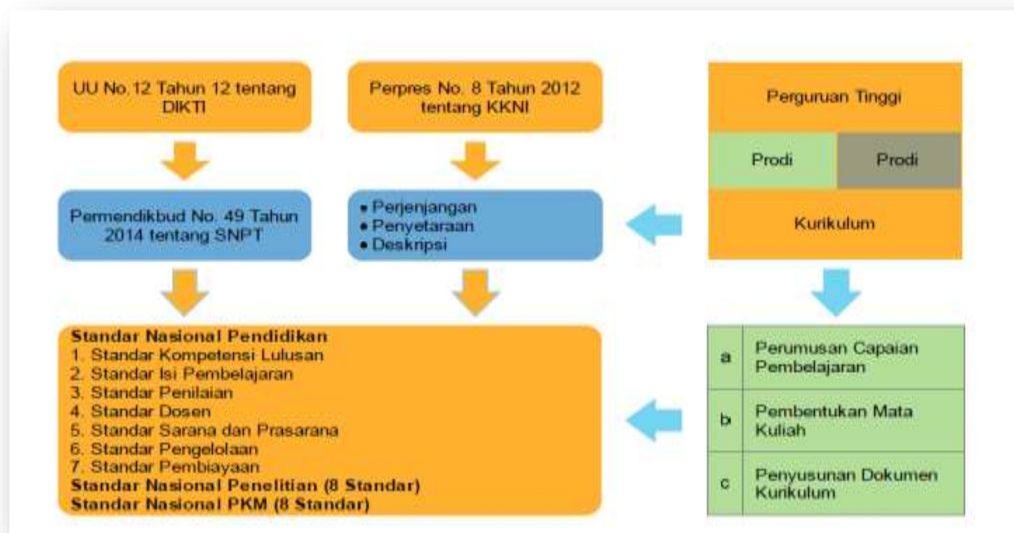 UU No.12 Tahun 12 tentang
DIKTI
Perpres No. 8 Tahun 2012
tentang KKNI
Perguruan Tinggi
Prodi
Prodi
Kurikulum
Permendikbud No. 49 Tahun
2014 tentang SNPT
• Perjenjangan
• Penyetaraan
• Deskripsi
Standar Nasional Pendidikan
1. Standar Kompetensi Lulusan
2. Standar Isi Pembelajaran
3. Standar Penilaian
4. Standar Dosen
5. Standar Sarana dan Prasarana
6. Standar Pengelolaan
7. Standar Pembiayaan
Standar Nasional Penelitian (8 Standar)
Standar Nasional PKM (8 Standar)
a
Perumusan Capaian
Pembelajaran
b
Pembentukan Mata
Kuliah
c
Penyusunan Dokumen
Kurikulum